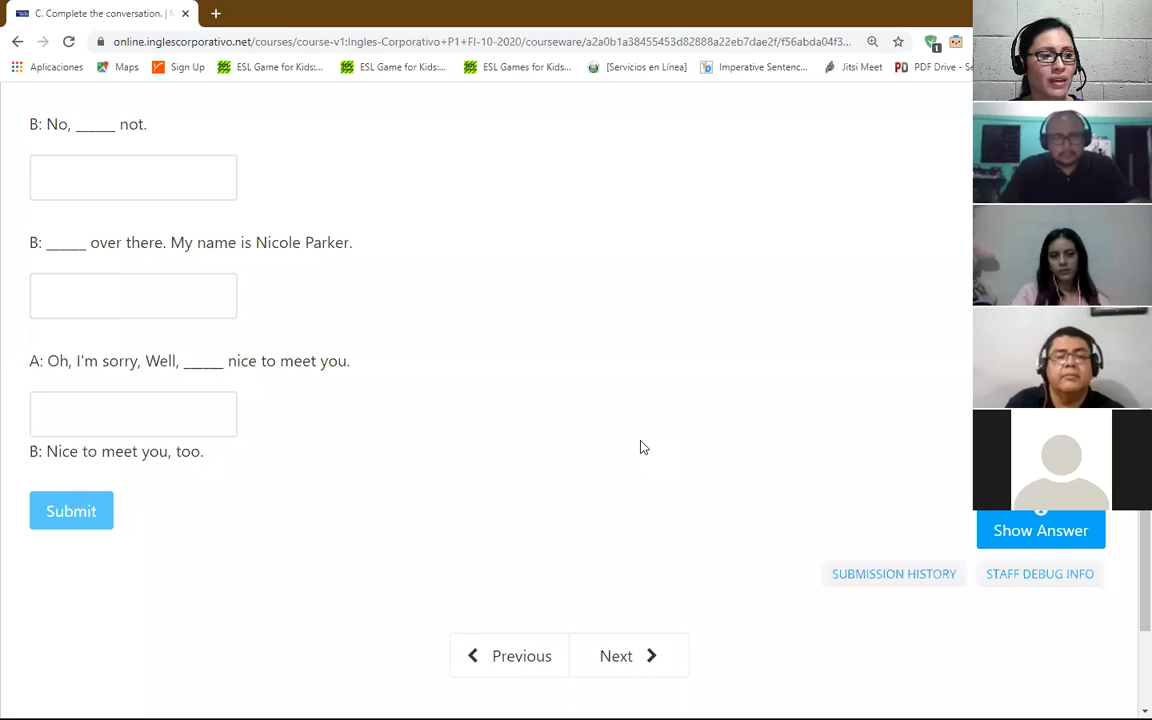 C. Complete the conversation. |
online.inglescorporativo.net/courses/course-v1:Ingles-Corporativo+P1+FI-10-2020/courseware/a2a0b1a38455453d82888a22eb7dae2f/f56abda04f3...
Aplicaciones Maps Sign Up ESL Game for Kids:... ESL Game for Kids:... ESL Games for Kids... [Servicios en Línea] Imperative Sentenc... Jitsi Meet PDF Drive - Se
B: No, ______ not.
B: ______ over there. My name is Nicole Parker.
A: Oh, I'm sorry, Well, ______ nice to meet you.
B: Nice to meet you, too.
Submit
Show Answer
SUBMISSION HISTORY STAFF DEBUG INFO
Previous Next